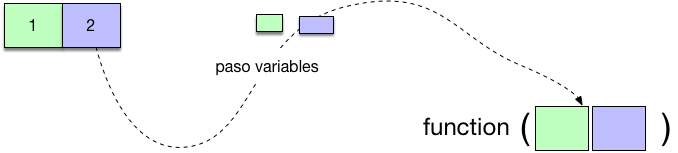 1 2
paso variables
function ( )